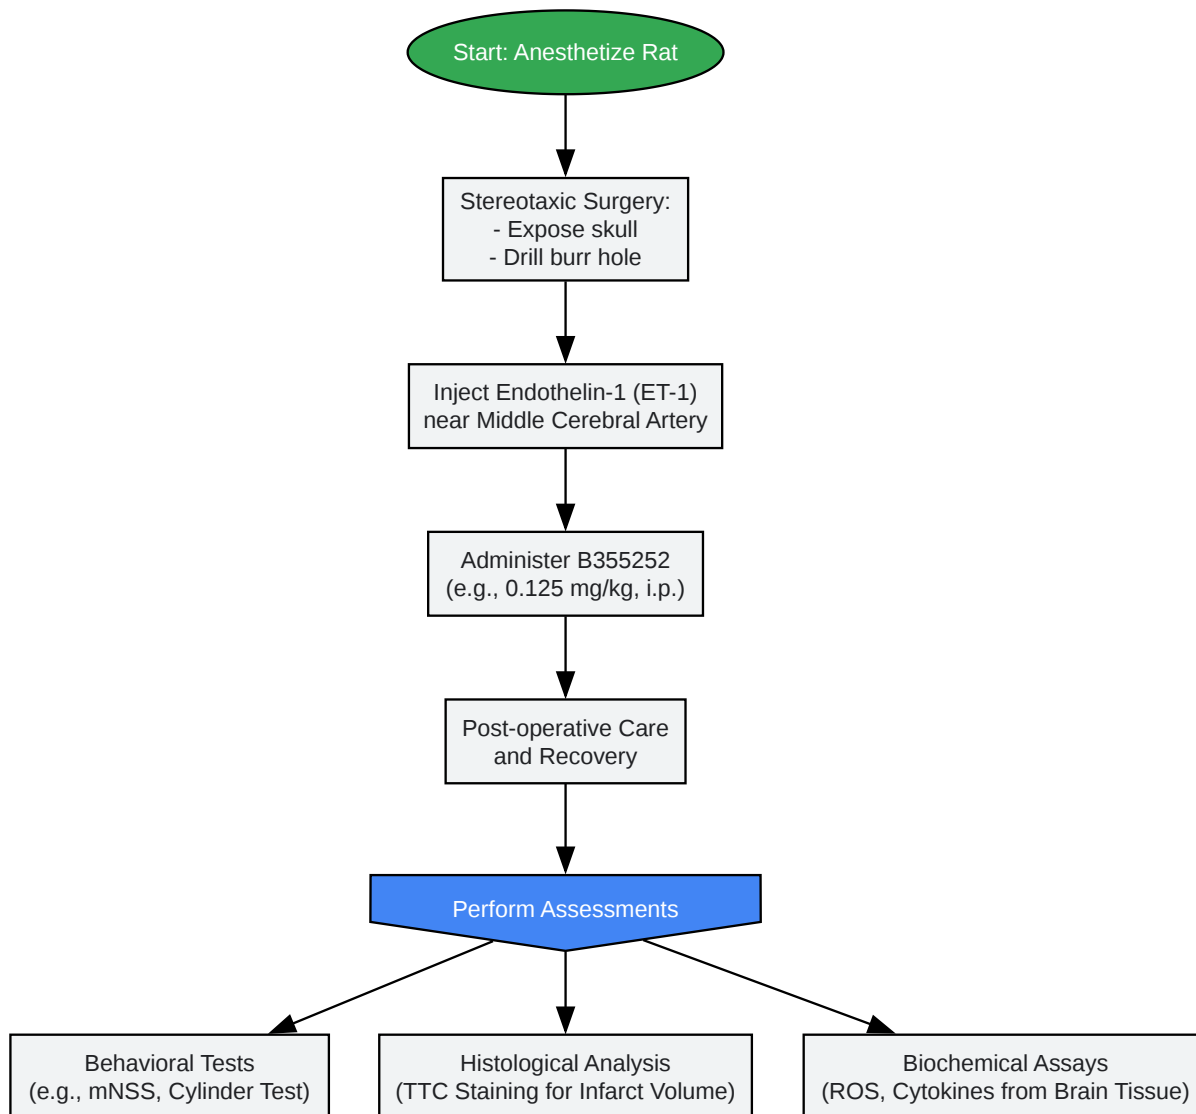 Start: Anesthetize Rat
Stereotaxic Surgery:
- Expose skull
- Drill burr hole
Inject Endothelin-1 (ET-1)
near Middle Cerebral Artery
Administer B355252
(e.g., 0.125 mg/kg, i.p.)
Post-operative Care
and Recovery
Perform Assessments
Behavioral Tests
(e.g., mNSS, Cylinder Test)
Histological Analysis
(TTC Staining for Infarct Volume)
Biochemical Assays
(ROS, Cytokines from Brain Tissue)